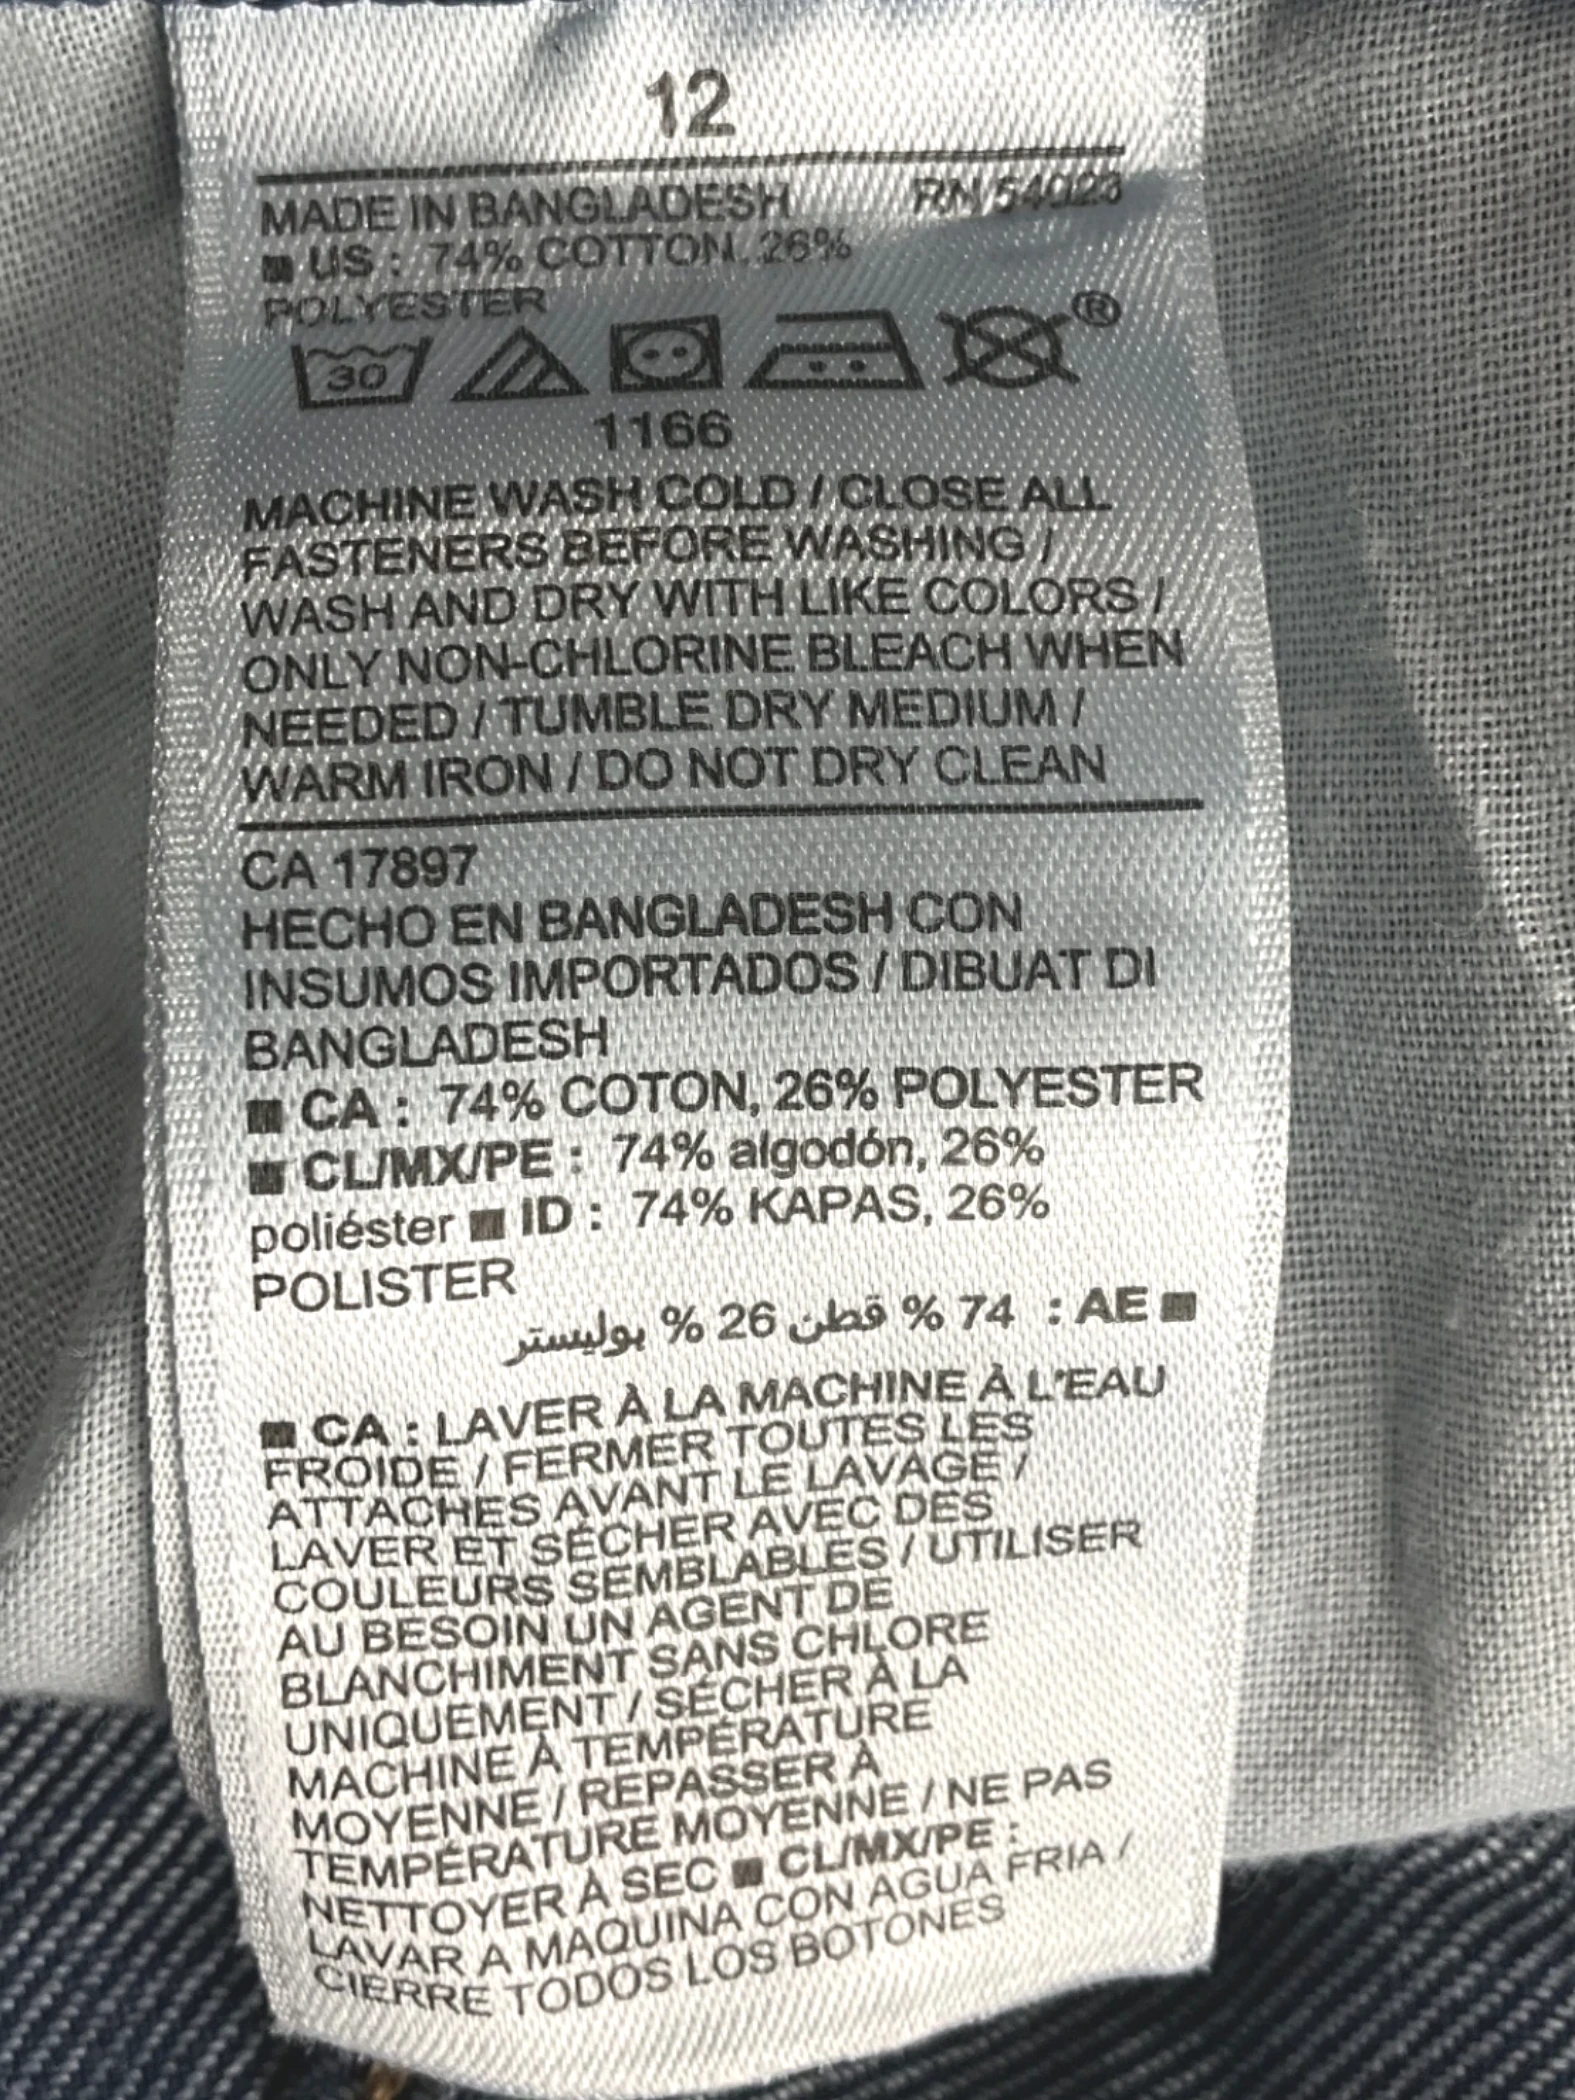 12
MADE IN BANGLADESH RN 54023
■ US : 74% COTTON, 26%
POLYESTER
30
®
1166
MACHINE WASH COLD / CLOSE ALL
FASTENERS BEFORE WASHING /
WASH AND DRY WITH LIKE COLORS /
ONLY NON-CHLORINE BLEACH WHEN
NEEDED / TUMBLE DRY MEDIUM /
WARM IRON / DO NOT DRY CLEAN
CA 17897
HECHO EN BANGLADESH CON
INSUMOS IMPORTADOS / DIBUAT DI
BANGLADESH
■ CA : 74% COTON, 26% POLYESTER
■ CL/MX/PE : 74% algodón, 26%
poliéster ■ ID : 74% KAPAS, 26%
POLISTER
■ AE : 74 % قطن 26 % بوليستر
■ CA : LAVER À LA MACHINE À L'EAU
FROIDE / FERMER TOUTES LES
ATTACHES AVANT LE LAVAGE /
LAVER ET SÉCHER AVEC DES
COULEURS SEMBLABLES / UTILISER
AU BESOIN UN AGENT DE
BLANCHIMENT SANS CHLORE
UNIQUEMENT / SÉCHER À LA
MACHINE À TEMPÉRATURE
MOYENNE / REPASSER À
TEMPÉRATURE MOYENNE / NE PAS
NETTOYER À SEC ■ CL/MX/PE :
LAVAR A MAQUINA CON AGUA FRIA /
CIERRE TODOS LOS BOTONES